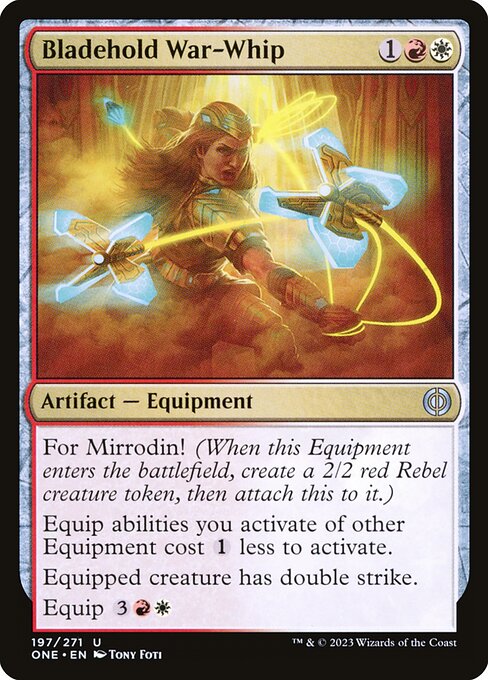 Bladehold War-Whip 1
Artifact — Equipment
For Mirrodin! (When this Equipment
enters the battlefield, create a 2/2 red Rebel
creature token, then attach this to it.)
Equip abilities you activate of other
Equipment cost 1 less to activate.
Equipped creature has double strike.
Equip 3
197/271 U
ONE • EN Tony Foti
™ & © 2023 Wizards of the Coast